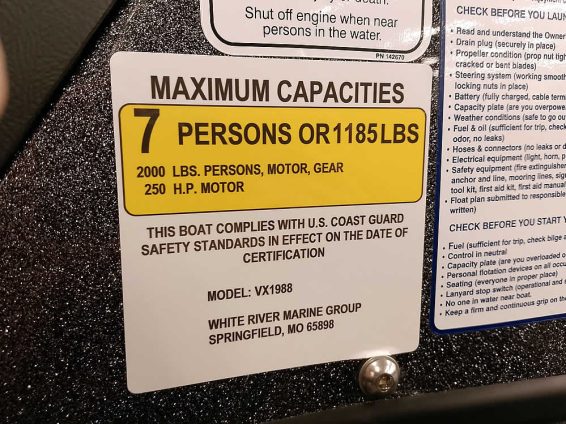 Shut off engine when near
persons in the water.
PN 142670
MAXIMUM CAPACITIES
7 PERSONS OR 1185 LBS
2000 LBS. PERSONS, MOTOR, GEAR
250 H.P. MOTOR
THIS BOAT COMPLIES WITH U.S. COAST GUARD
SAFETY STANDARDS IN EFFECT ON THE DATE OF
CERTIFICATION
MODEL: VX1988
WHITE RIVER MARINE GROUP
SPRINGFIELD, MO 65898
CHECK BEFORE YOU LAUN
• Read and understand the Owner
• Drain plug (securely in place)
• Propeller condition (prop nut tigh
cracked or bent blades)
• Steering system (working smooth
locking nuts in place)
• Battery (fully charged, cable term
• Capacity plate (are you overpowe
• Weather conditions (safe to go ou
• Fuel & oil (sufficient for trip, check
odor, no leaks)
• Hoses & connectors (no leaks or d
• Electrical equipment (light, horn, p
• Safety equipment (fire extinguish
anchor and line, mooring lines, sig
tool kit, first aid kit, first aid manual
• Float plan submitted to responsible
written)
CHECK BEFORE YOU START Y
• Fuel (sufficient for trip, check bilge a
• Control in neutral
• Capacity plate (are you overloaded o
• Personal flotation devices on all occu
• Seating (everyone in proper place)
• Lanyard stop switch (operational and
• No one in water near boat.
• Keep a firm and continuous grip on the